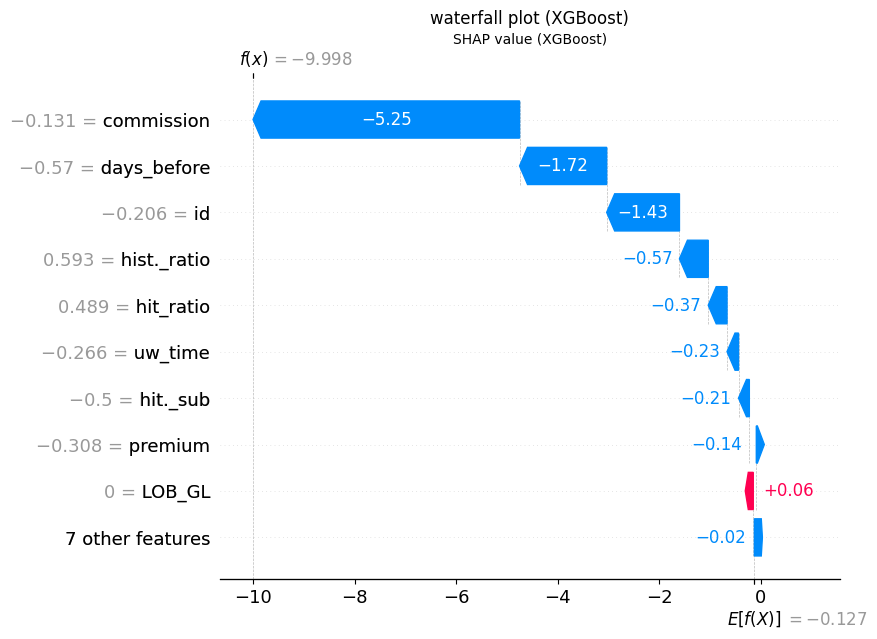 waterfall plot (XGBoost)
SHAP value (XGBoost)
f(x) = −9.998
−0.131 = commission
−5.25
−0.57 = days_before
−1.72
−0.206 = id
−1.43
0.593 = hist._ratio
−0.57
0.489 = hit_ratio
−0.37
−0.266 = uw_time
−0.23
−0.5 = hit._sub
−0.21
−0.308 = premium
−0.14
0 = LOB_GL
+0.06
7 other features
−0.02
−10 −8 −6 −4 −2 0
E[f(X)] = −0.127